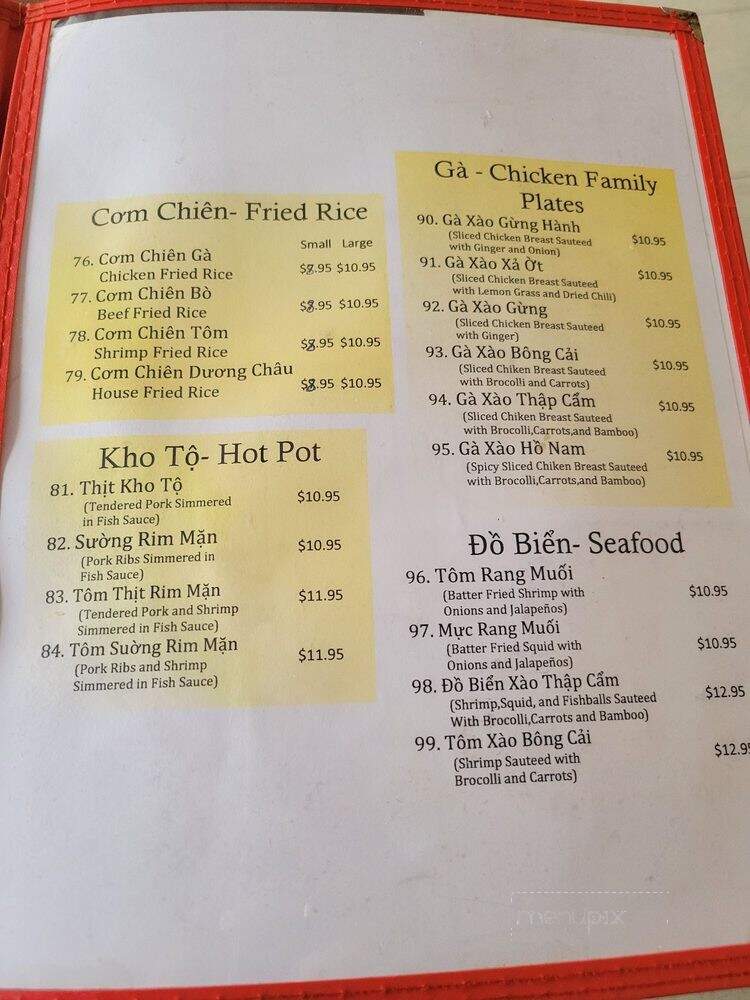 Cơm Chiên- Fried Rice
Small Large
76. Cơm Chiên Gà
Chicken Fried Rice
$8.95 $10.95
77. Cơm Chiên Bò
Beef Fried Rice
$8.95 $10.95
78. Cơm Chiên Tôm
Shrimp Fried Rice
$8.95 $10.95
79. Cơm Chiên Dương Châu
House Fried Rice
$8.95 $10.95
Kho Tộ- Hot Pot
81. Thịt Kho Tộ
$10.95
(Tendered Pork Simmered
in Fish Sauce)
82. Sường Rim Mặn
$10.95
(Pork Ribs Simmered in
Fish Sauce)
83. Tôm Thịt Rim Mặn
$11.95
(Tendered Pork and Shrimp
Simmered in Fish Sauce)
84. Tôm Suờng Rim Mặn
$11.95
(Pork Ribs and Shrimp
Simmered in Fish Sauce)
Gà - Chicken Family
Plates
90. Gà Xào Gừng Hành
(Sliced Chicken Breast Sauteed
with Ginger and Onion)
$10.95
91. Gà Xào Xả Ớt
(Sliced Chicken Breast Sauteed
with Lemon Grass and Dried Chili)
$10.95
92. Gà Xào Gừng
(Sliced Chicken Breast Sauteed
with Ginger)
$10.95
93. Gà Xào Bông Cải
(Sliced Chiken Breast Sauteed
with Brocolli and Carrots)
$10.95
94. Gà Xào Thập Cẩm
(Sliced Chiken Breast Sauteed
with Brocolli,Carrots,and Bamboo)
$10.95
95. Gà Xào Hồ Nam
(Spicy Sliced Chiken Breast Sauteed
with Brocolli,Carrots,and Bamboo)
$10.95
Đồ Biển- Seafood
96. Tôm Rang Muối
(Batter Fried Shrimp with
Onions and Jalapeños)
$10.95
97. Mực Rang Muối
(Batter Fried Squid with
Onions and Jalapeños)
$10.95
98. Đồ Biển Xào Thập Cẩm
(Shrimp,Squid, and Fishballs Sauteed
With Brocolli,Carrots and Bamboo)
$12.95
99. Tôm Xào Bông Cải
(Shrimp Sauteed with
Brocolli and Carrots)
$12.95
menupix